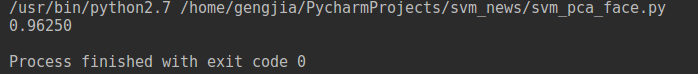 /usr/bin/python2.7 /home/gengjia/PycharmProjects/svm_news/svm_pca_face.py
0.96250
Process finished with exit code 0